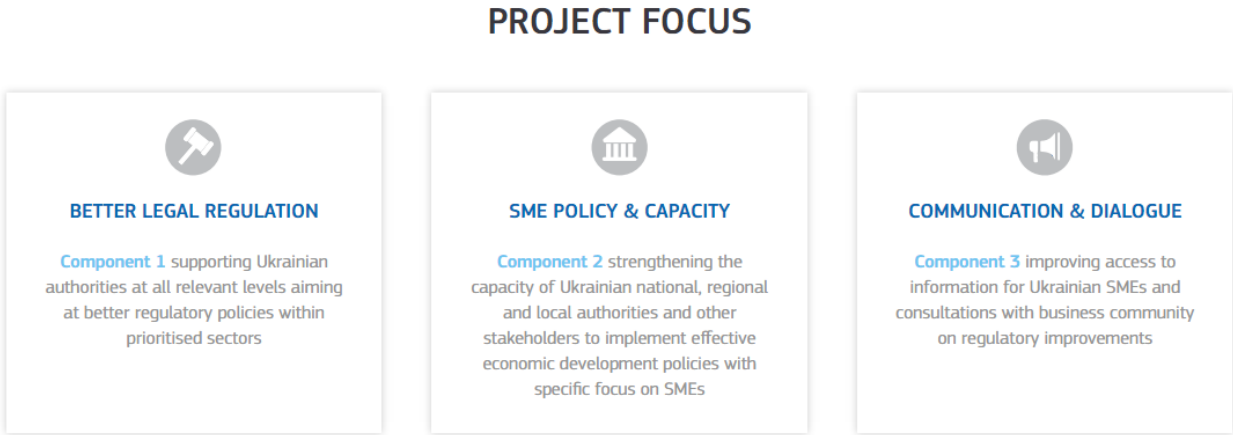 PROJECT FOCUS
BETTER LEGAL REGULATION
Component 1 supporting Ukrainian
authorities at all relevant levels aiming
at better regulatory policies within
prioritised sectors
SME POLICY & CAPACITY
Component 2 strengthening the
capacity of Ukrainian national, regional
and local authorities and other
stakeholders to implement effective
economic development policies with
specific focus on SMEs
COMMUNICATION & DIALOGUE
Component 3 improving access to
information for Ukrainian SMEs and
consultations with business community
on regulatory improvements